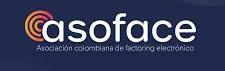 asoface
Asociación colombiana de factoring electrónico